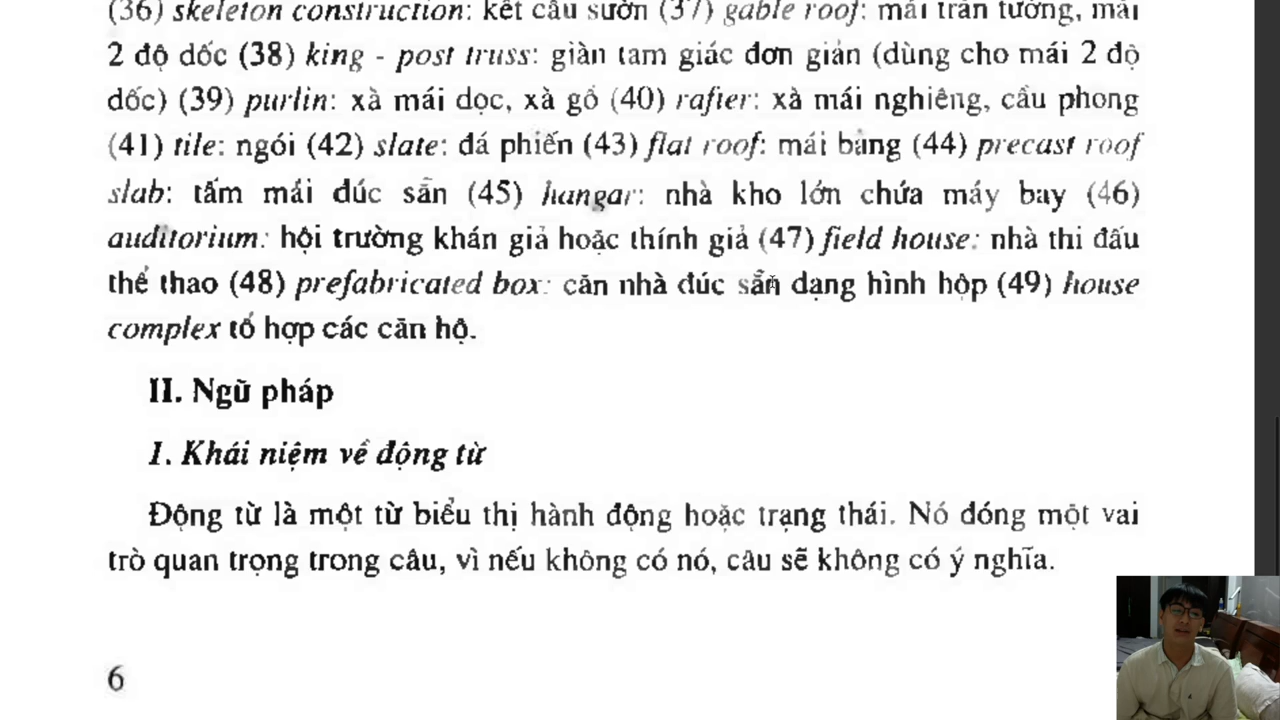 (36) skeleton construction: kết cấu sườn (37) gable roof: mái trán tường, mái
2 độ dốc (38) king - post truss: giàn tam giác đơn giản (dùng cho mái 2 độ
dốc) (39) purlin: xà mái dọc, xà gồ (40) rafter: xà mái nghiêng, cầu phong
(41) tile: ngói (42) slate: đá phiến (43) flat roof: mái bằng (44) precast roof
slab: tấm mái đúc sẵn (45) hangar: nhà kho lớn chứa máy bay (46)
auditorium: hội trường khán giả hoặc thính giả (47) field house: nhà thi đấu
thể thao (48) prefabricated box: căn nhà đúc sẵn dạng hình hộp (49) house
complex tổ hợp các căn hộ.
II. Ngữ pháp
1. Khái niệm về động từ
Động từ là một từ biểu thị hành động hoặc trạng thái. Nó đóng một vai
trò quan trọng trong câu, vì nếu không có nó, câu sẽ không có ý nghĩa.
6